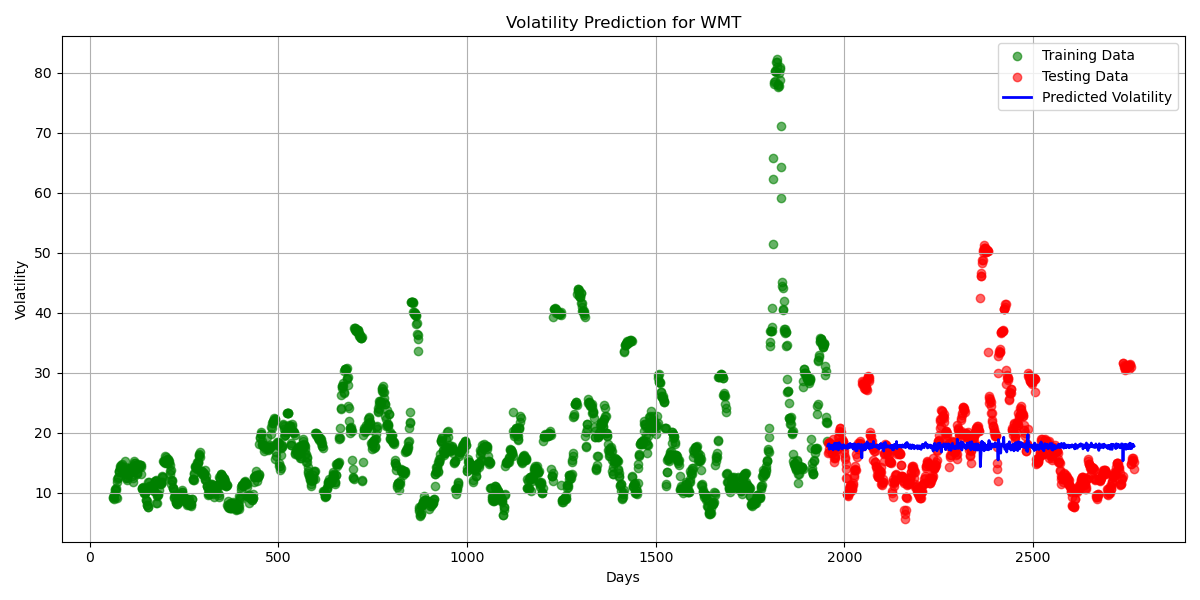 Volatility Prediction for WMT
Training Data
Testing Data
Predicted Volatility
Volatility
80
70
60
50
40
30
20
10
0
500
1000
1500
2000
2500
Days